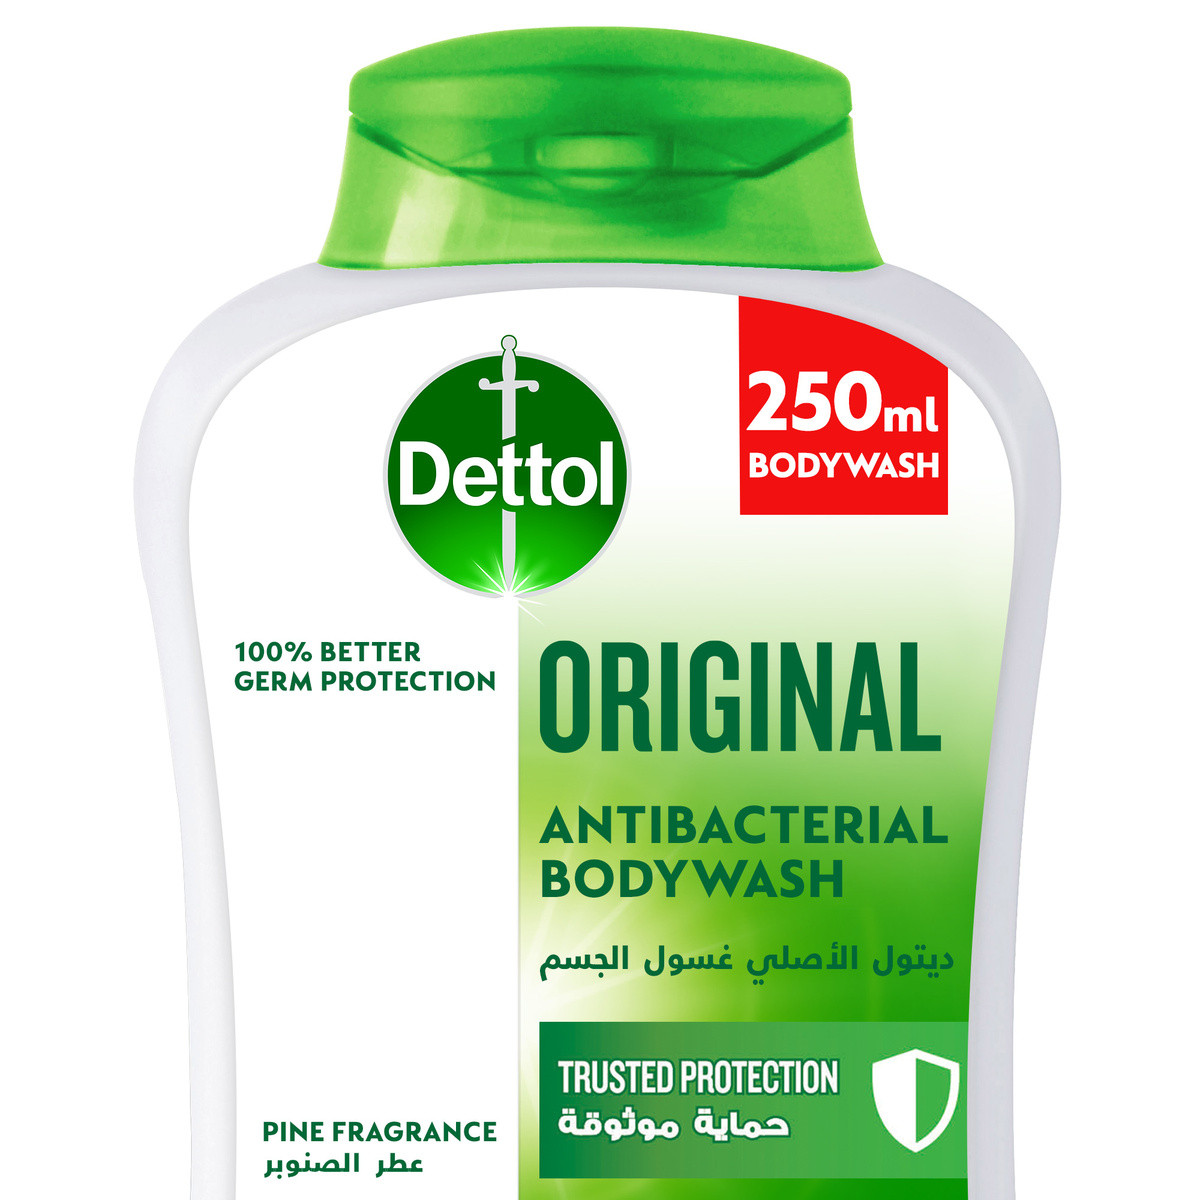 250ml
BODYWASH
Dettol
100% BETTER
GERM PROTECTION
ORIGINAL
ANTIBACTERIAL
BODYWASH
ديتول الأصلي غسول الجسم
TRUSTED PROTECTION
حماية موثوقة
PINE FRAGRANCE
عطر الصنوبر